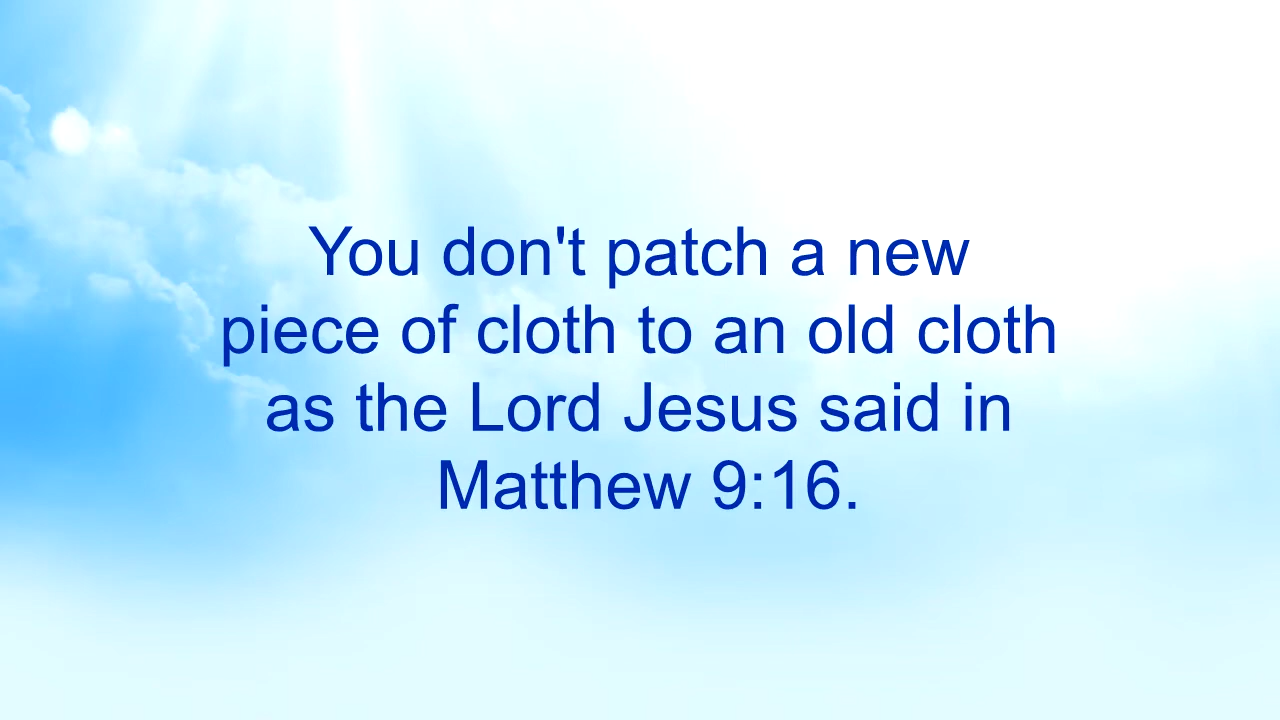 You don't patch a new
piece of cloth to an old cloth
as the Lord Jesus said in
Matthew 9:16.